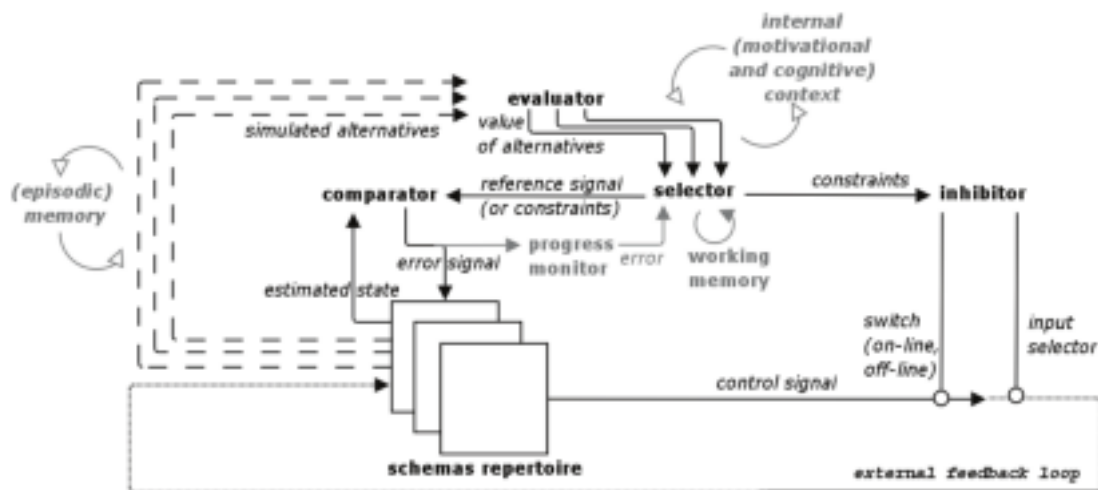 internal
(motivational
and cognitive)
context
evaluator
simulated alternatives
value
of alternatives
(episodic)
memory
comparator
reference signal
(or constraints)
selector
constraints
inhibitor
progress
monitor
error
working
memory
error signal
estimated state
switch
(on-line,
off-line)
input
selector
control signal
schemas repertoire
external feedback loop